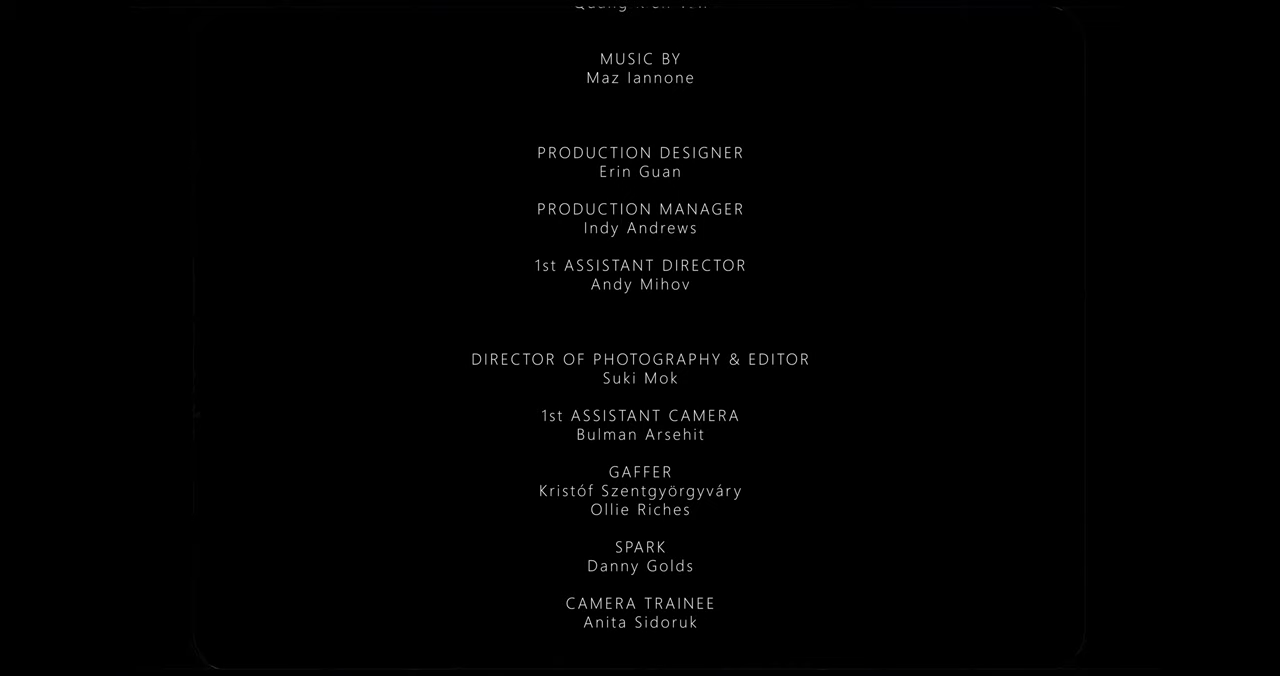 MUSIC BY
Maz Iannone
PRODUCTION DESIGNER
Erin Guan
PRODUCTION MANAGER
Indy Andrews
1st ASSISTANT DIRECTOR
Andy Mihov
DIRECTOR OF PHOTOGRAPHY & EDITOR
Suki Mok
1st ASSISTANT CAMERA
Bulman Arsehit
GAFFER
Kristóf Szentgyörgyváry
Ollie Riches
SPARK
Danny Golds
CAMERA TRAINEE
Anita Sidoruk